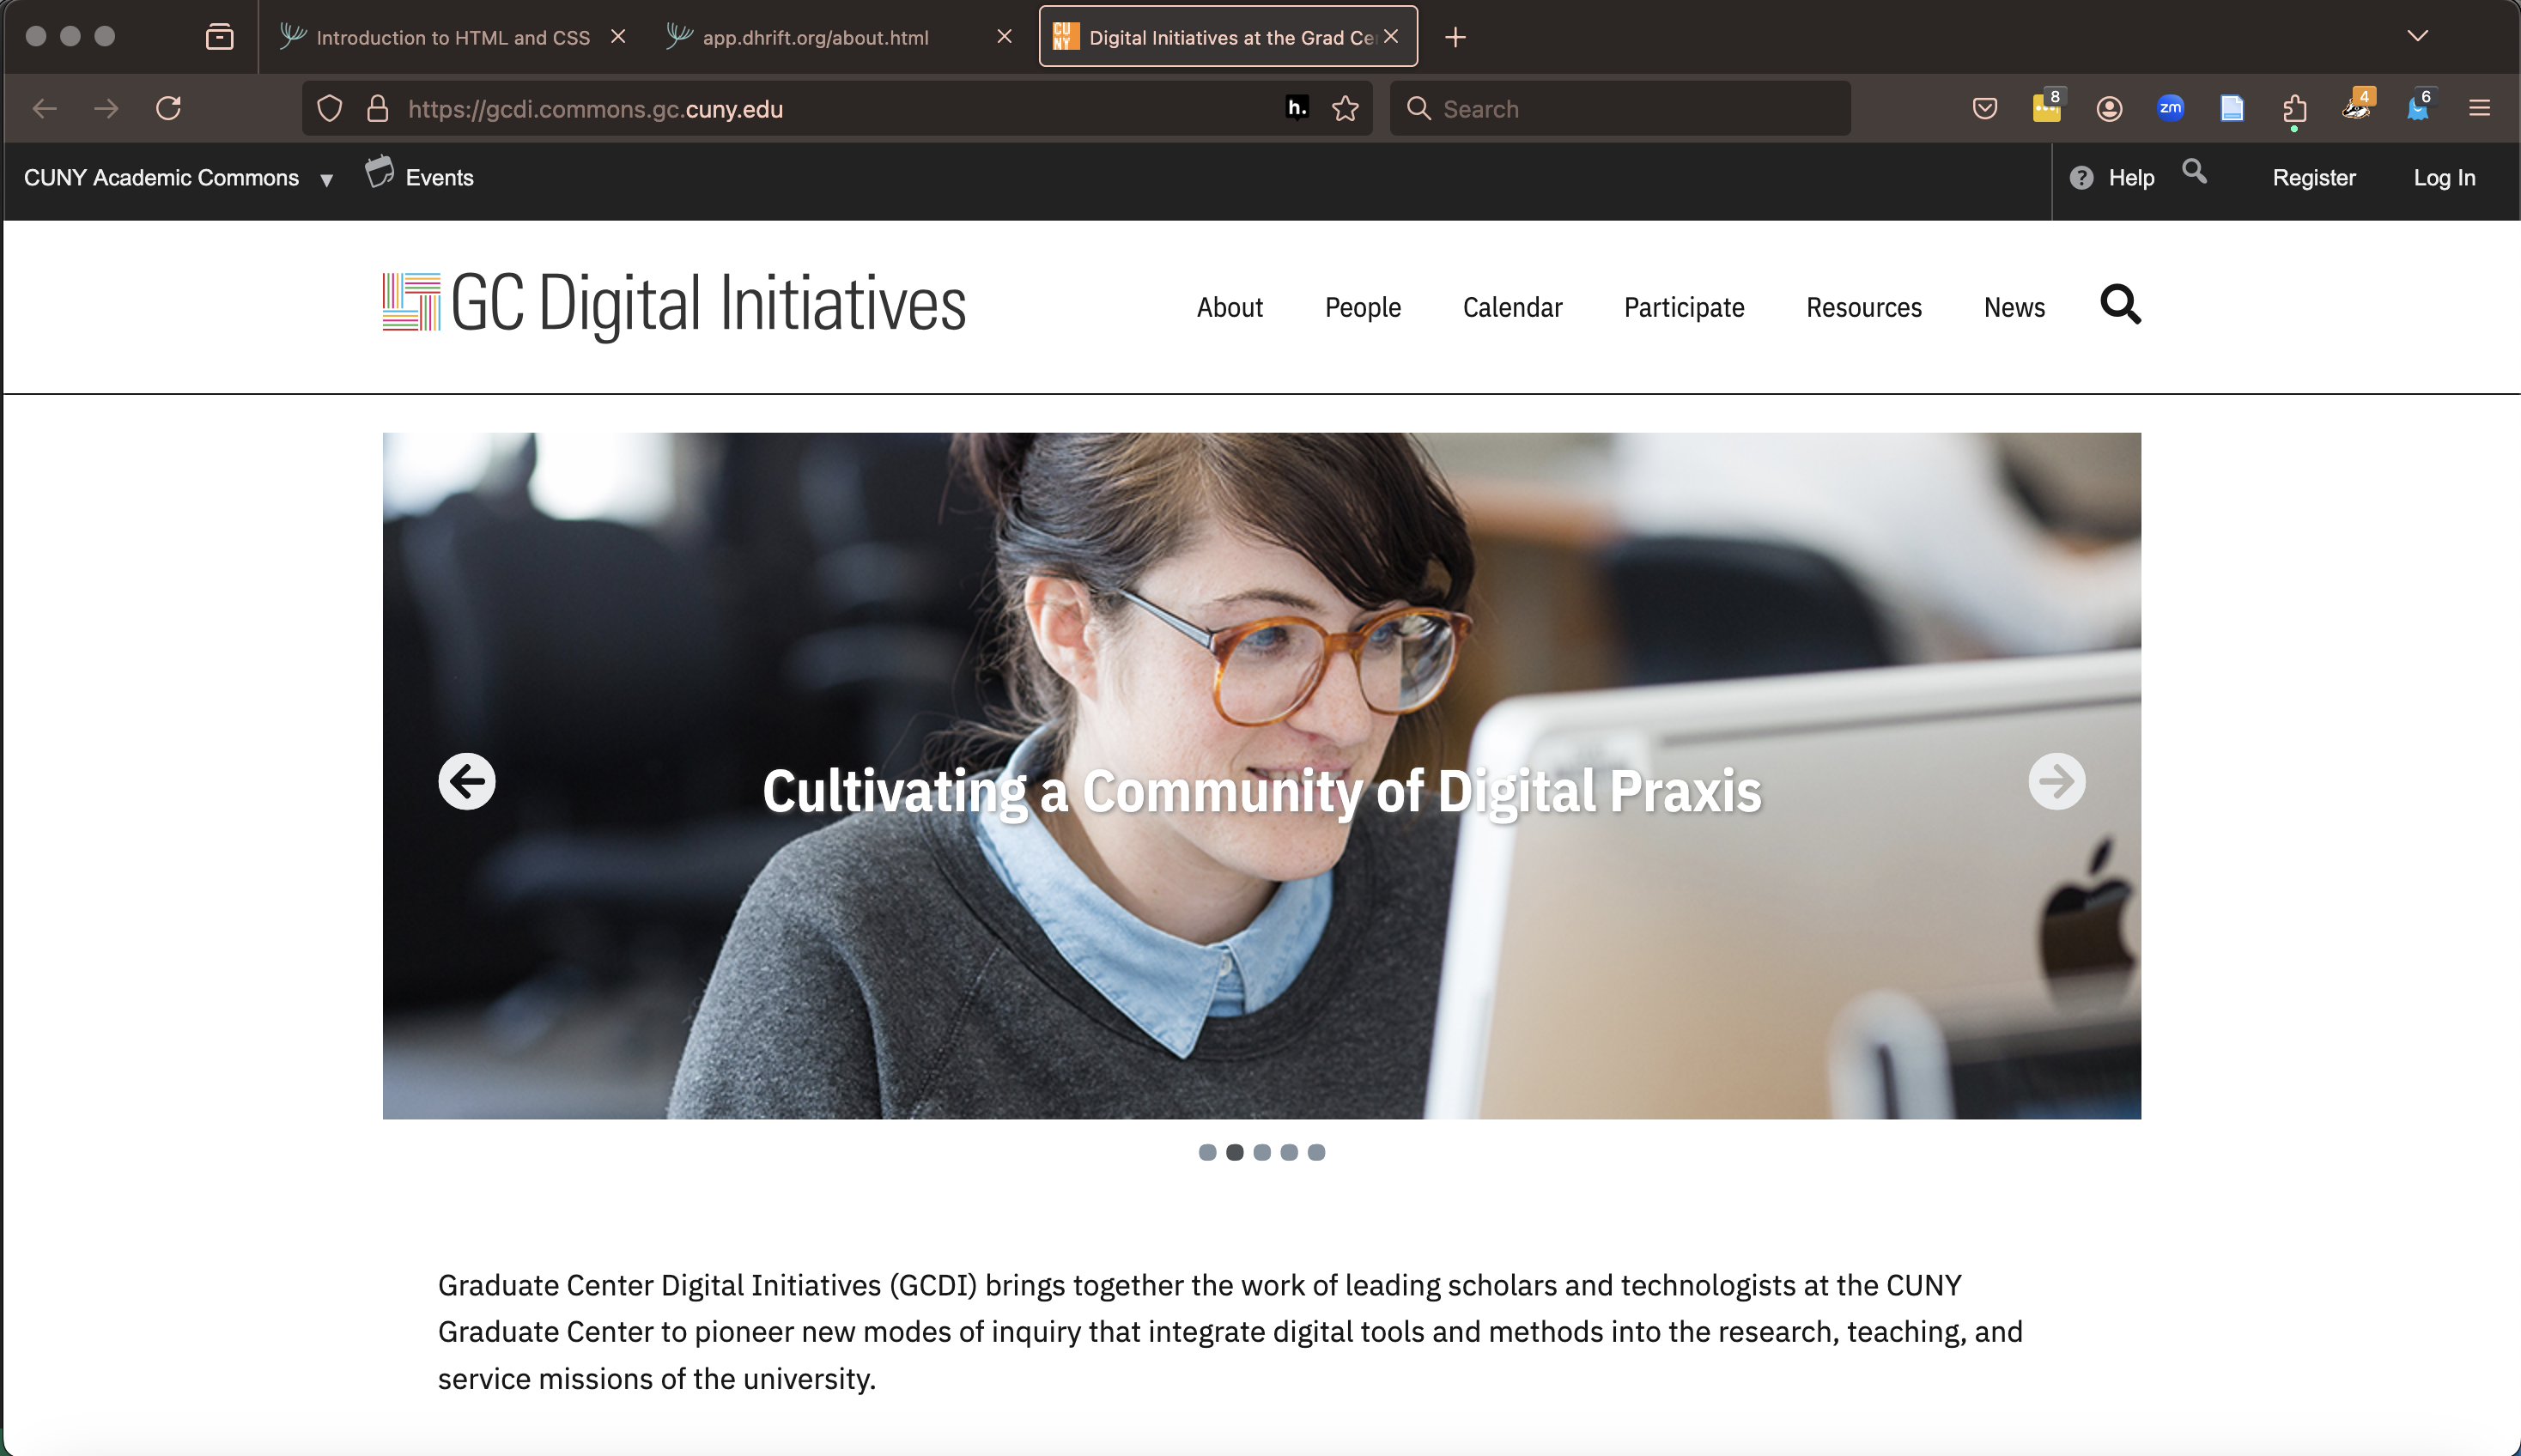 Introduction to HTML and CSS
app.dhrift.org/about.html
CU
NY
Digital Initiatives at the Grad Ce
https://gcdi.commons.gc.cuny.edu
h.
Search
8
zm
4
6
CUNY Academic Commons
Events
?
Help
Register
Log In
GC Digital Initiatives
About
People
Calendar
Participate
Resources
News
Cultivating a Community of Digital Praxis
Graduate Center Digital Initiatives (GCDI) brings together the work of leading scholars and technologists at the CUNY
Graduate Center to pioneer new modes of inquiry that integrate digital tools and methods into the research, teaching, and
service missions of the university.